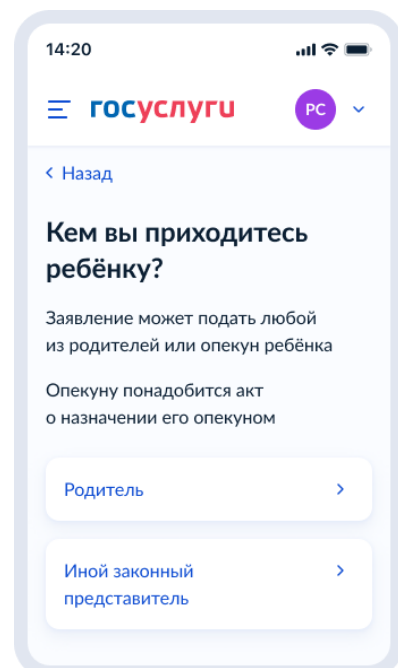 14:20
госуслуги
РС
Назад
Кем вы приходитесь
ребёнку?
Заявление может подать любой
из родителей или опекун ребёнка
Опекуну понадобится акт
о назначении его опекуном
Родитель
Иной законный
представитель